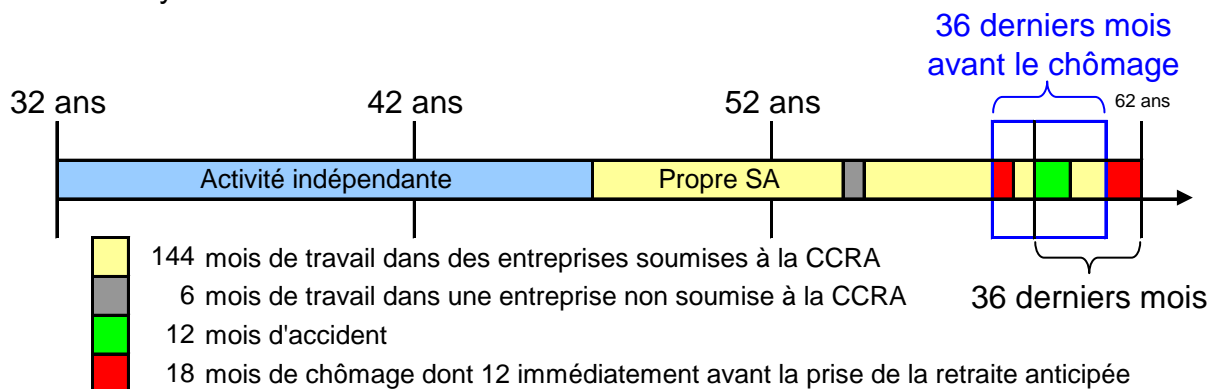 36 derniers mois
avant le chômage
32 ans
42 ans
52 ans
62 ans
Activité indépendante
Propre SA
144 mois de travail dans des entreprises soumises à la CCRA
6 mois de travail dans une entreprise non soumise à la CCRA
36 derniers mois
12 mois d'accident
18 mois de chômage dont 12 immédiatement avant la prise de la retraite anticipée